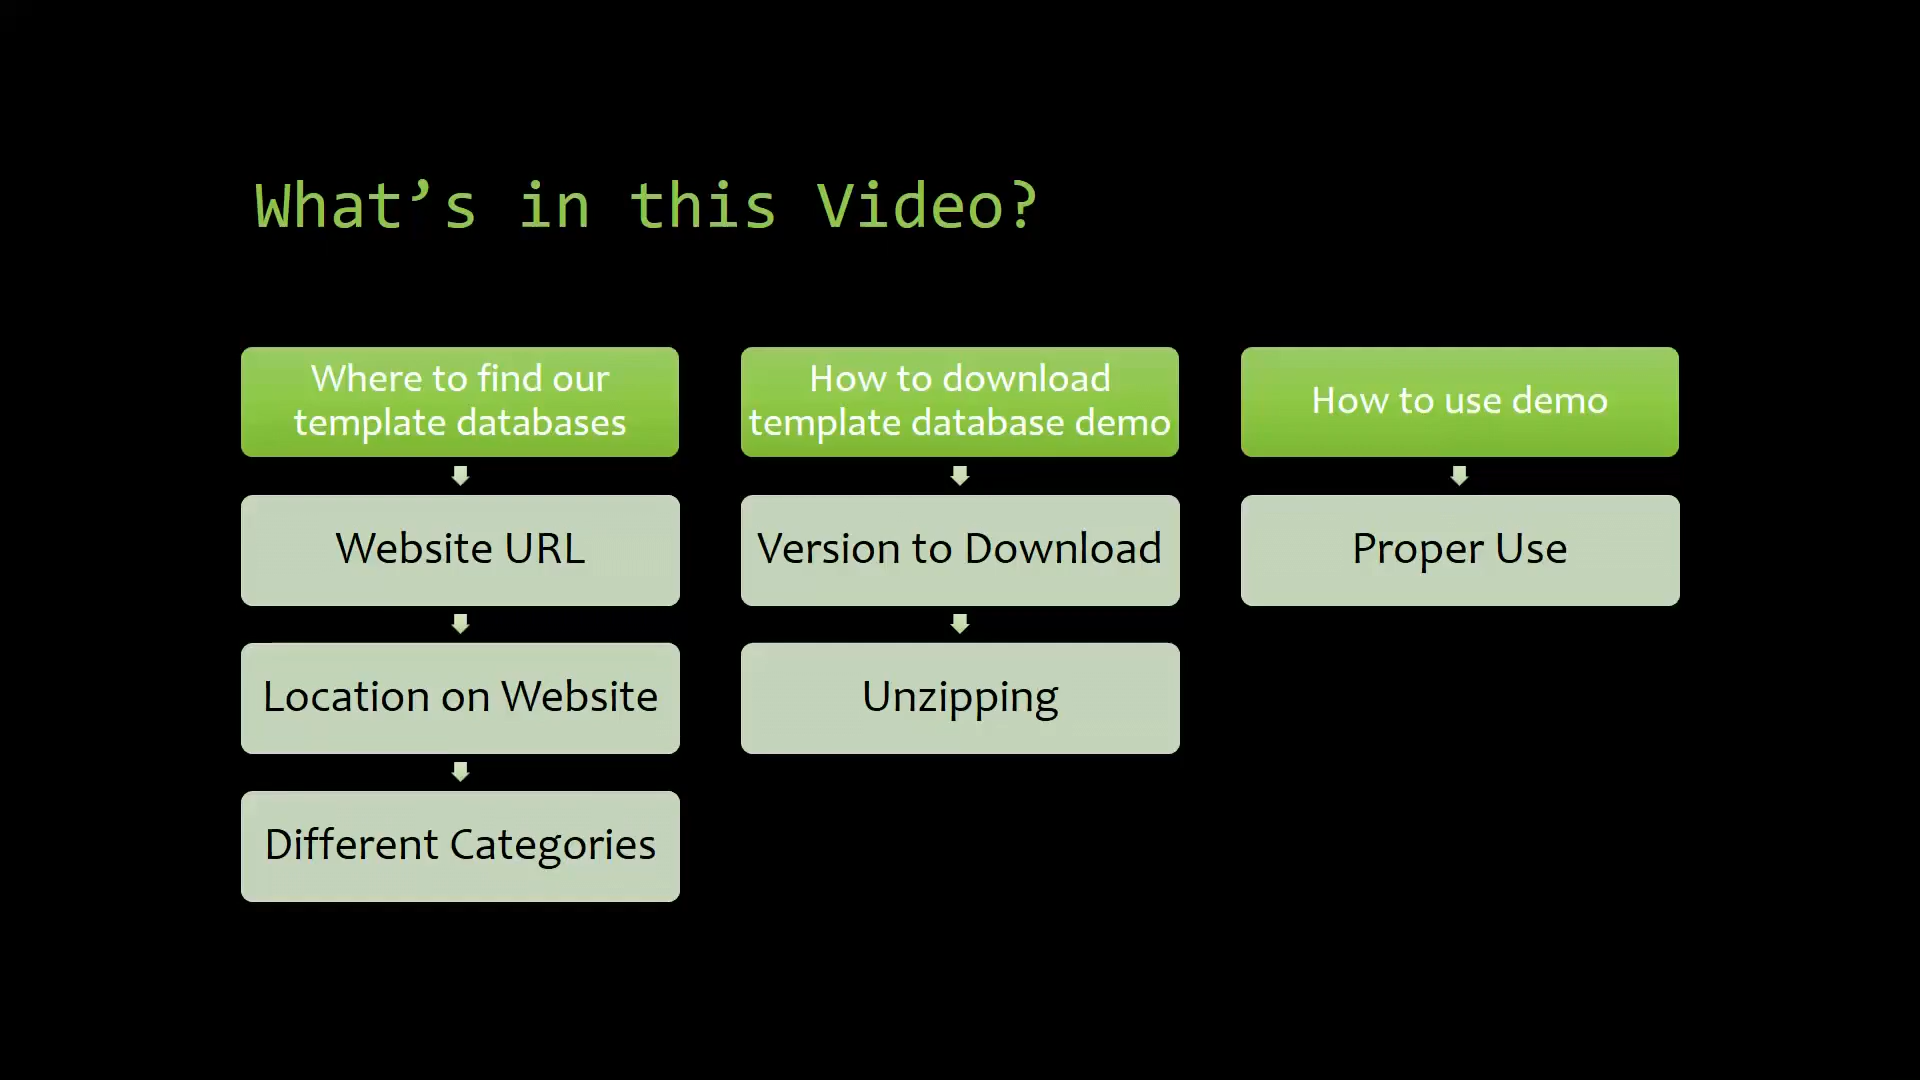 What’s in this Video?
Where to find our
template databases
Website URL
Location on Website
Different Categories
How to download
template database demo
Version to Download
Unzipping
How to use demo
Proper Use